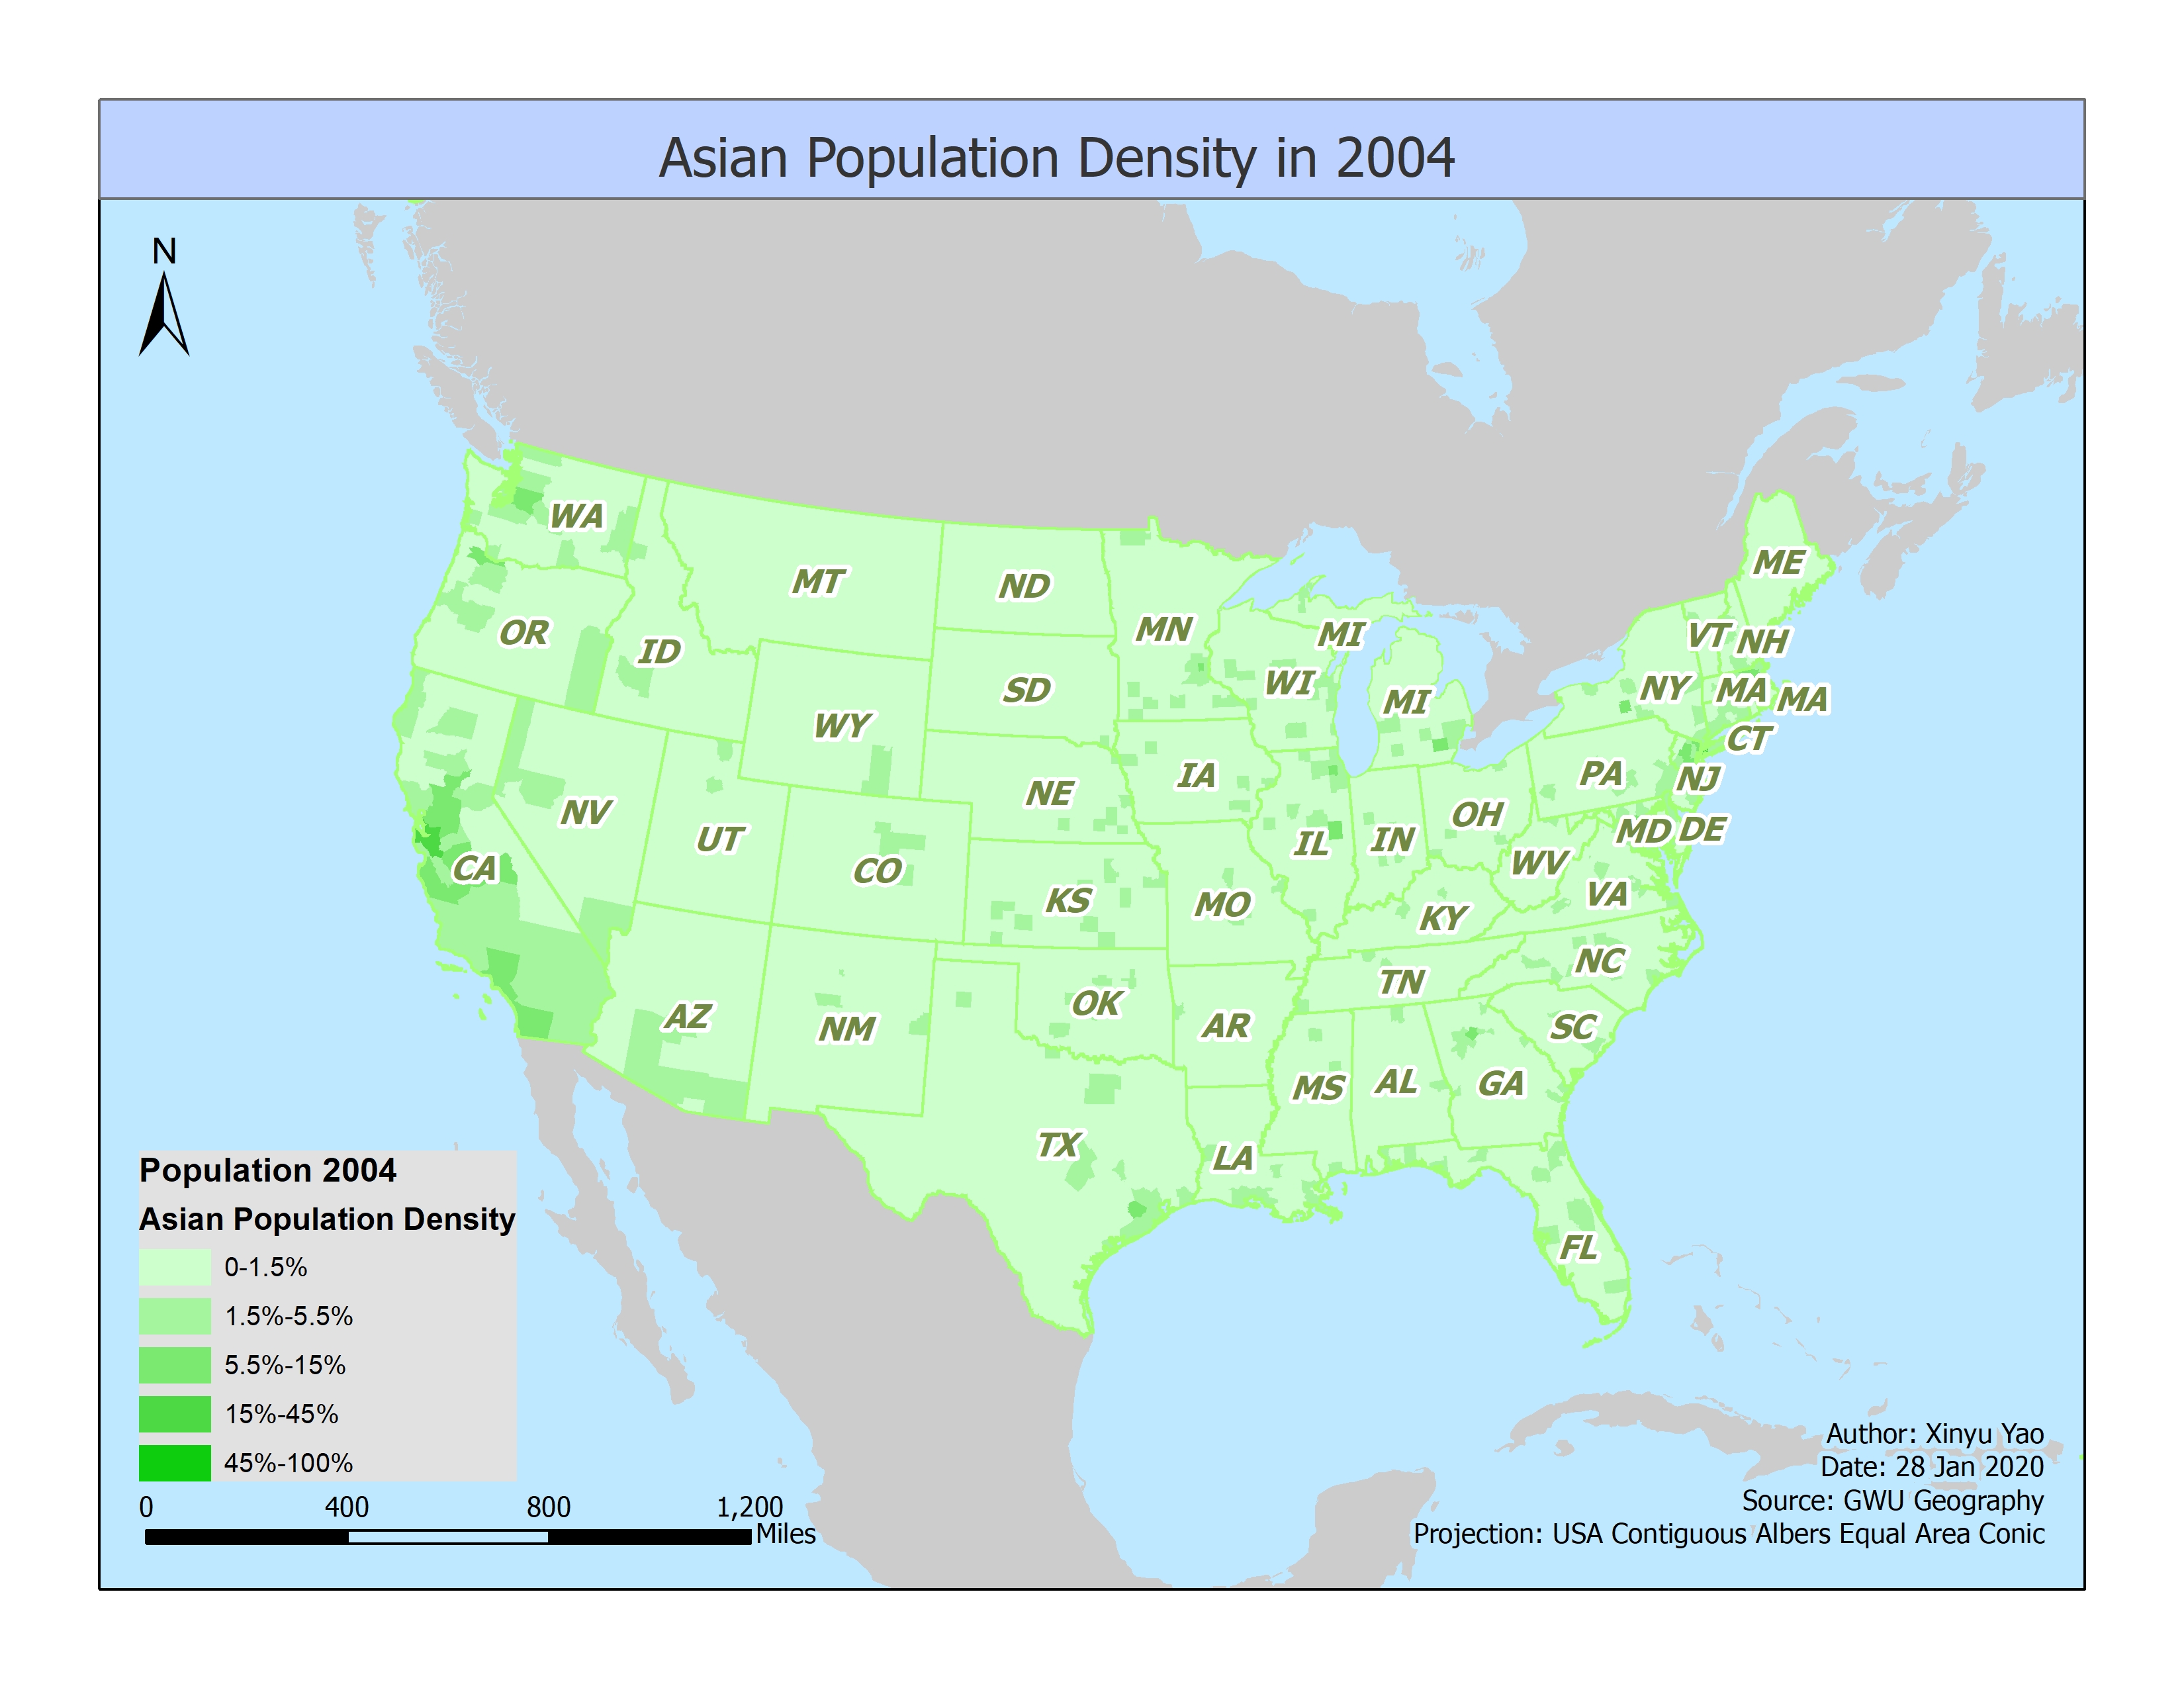 Asian Population Density in 2004
N
WA
MT
ND
ME
MN
MI
VT
NH
OR
ID
WI
NY
MA
MA
SD
MI
WY
CT
IA
PA
NJ
NE
NV
OH
UT
IL
IN
MD
DE
CA
CO
WV
KS
MO
VA
KY
NC
TN
OK
AZ
NM
AR
SC
MS
AL
GA
TX
LA
FL
Population 2004
Asian Population Density
0-1.5%
1.5%-5.5%
5.5%-15%
15%-45%
45%-100%
0 400 800 1,200
Miles
Author: Xinyu Yao
Date: 28 Jan 2020
Source: GWU Geography
Projection: USA Contiguous Albers Equal Area Conic